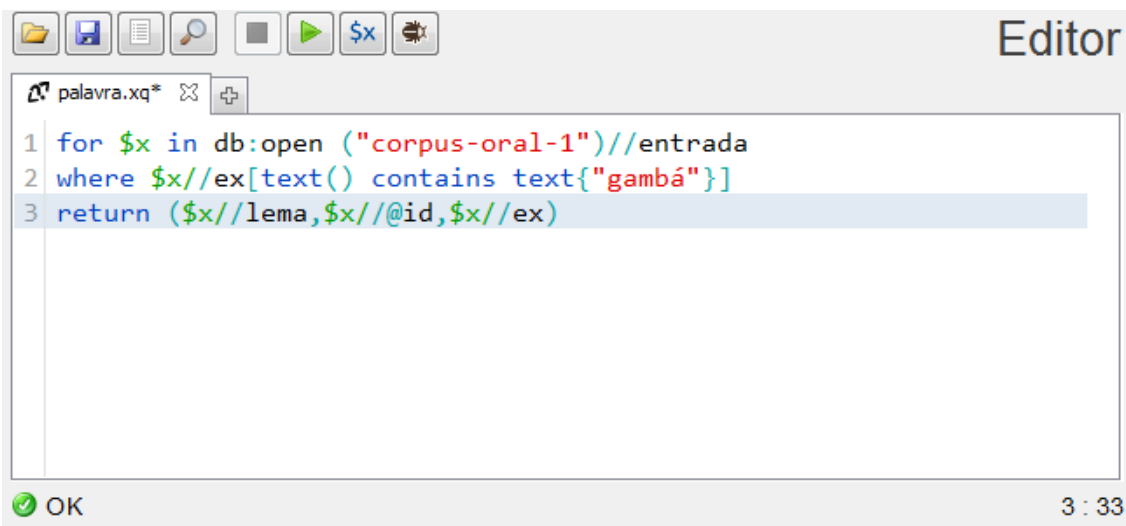 $x
Editor
palavra.xq*
1 for $x in db:open ("corpus-oral-1")//entrada
2 where $x//ex[text() contains text{"gambá"}]
3 return ($x//lema,$x//@id,$x//ex)
OK
3 : 33